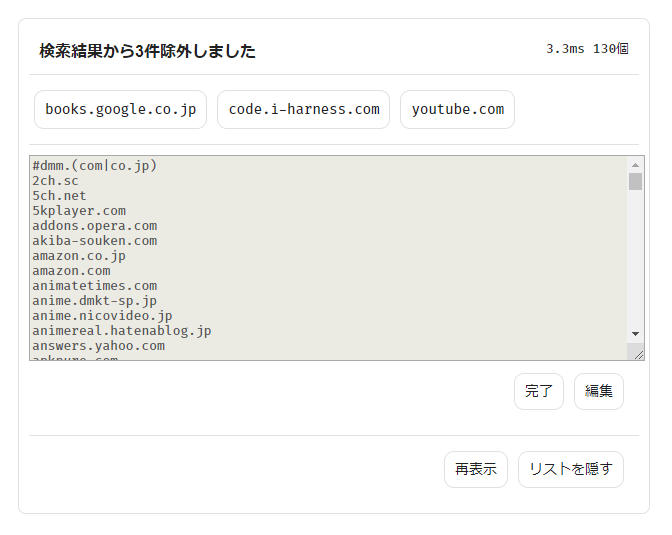 検索結果から3件除外しました
3.3ms 130個
books.google.co.jp
code.i-harness.com
youtube.com
#dmm.(com|co.jp)
2ch.sc
5ch.net
5kplayer.com
addons.opera.com
akiba-souken.com
amazon.co.jp
amazon.com
animatetimes.com
anime.dmkt-sp.jp
anime.nicovideo.jp
animereal.hatenablog.jp
answers.yahoo.com
完了
編集
再表示
リストを隠す